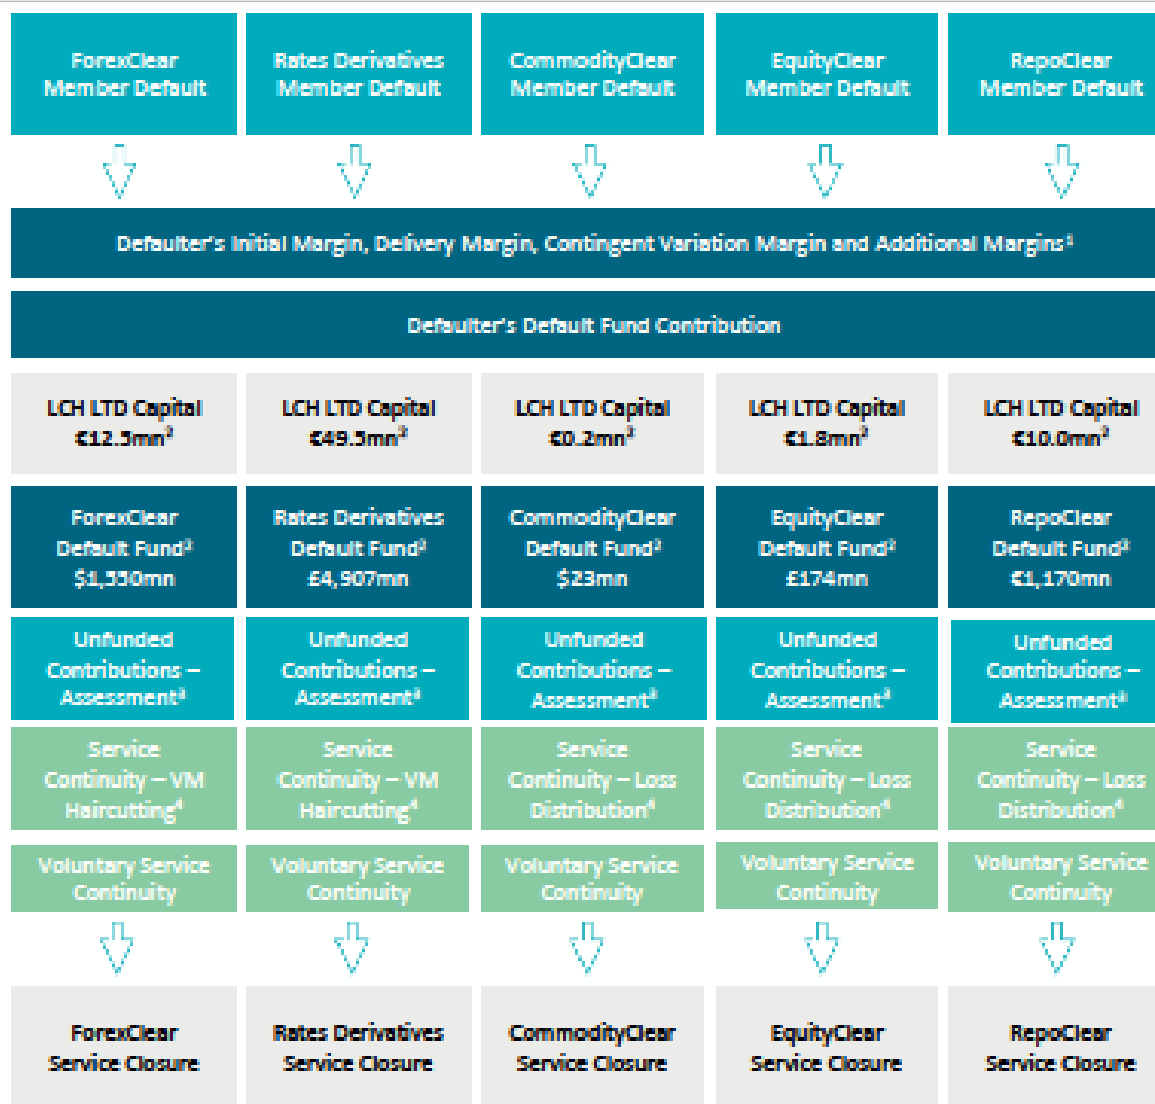 ForexClear
Member Default
Rates Derivatives
Member Default
CommodityClear
Member Default
EquityClear
Member Default
RepoClear
Member Default
Defaulter's Initial Margin, Delivery Margin, Contingent Variation Margin and Additional Margins¹
Defaulter's Default Fund Contribution
LCH LTD Capital
€12.5mn²
LCH LTD Capital
€49.5mn²
LCH LTD Capital
€0.2mn²
LCH LTD Capital
€1.8mn²
LCH LTD Capital
€10.0mn²
ForexClear
Default Fund²
Rates Derivatives
Default Fund²
£4,907mn
CommodityClear
Default Fund²
$23mn
EquityClear
Default Fund²
£174mn
RepoClear
Default Fund²
€1,170mn
Unfunded
Contributions –
Assessment³
Unfunded
Contributions –
Assessment³
Unfunded
Contributions –
Assessment³
Unfunded
Contributions –
Assessment³
Unfunded
Contributions –
Assessment³
Service
Continuity – VM
Haircutting⁴
Service
Continuity – VM
Haircutting⁴
Service
Continuity – Loss
Distribution⁴
Service
Continuity – Loss
Distribution⁴
Service
Continuity – Loss
Distribution⁴
Voluntary Service
Continuity
Voluntary Service
Continuity
Voluntary Service
Continuity
Voluntary Service
Continuity
Voluntary Service
Continuity
ForexClear
Service Closure
Rates Derivatives
Service Closure
CommodityClear
Service Closure
EquityClear
Service Closure
RepoClear
Service Closure